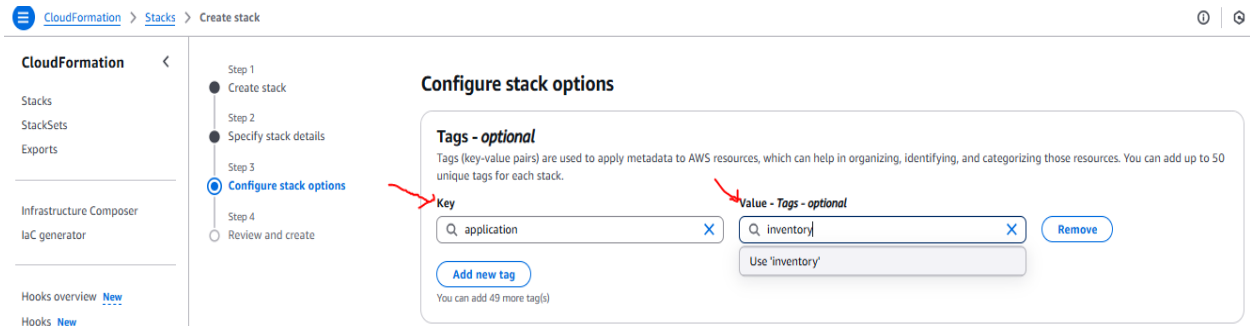 CloudFormation > Stacks > Create stack
CloudFormation
Stacks
StackSets
Exports
Infrastructure Composer
IaC generator
Hooks overview New
Hooks New
Step 1
Create stack
Step 2
Specify stack details
Step 3
Configure stack options
Step 4
Review and create
Configure stack options
Tags - optional
Tags (key-value pairs) are used to apply metadata to AWS resources, which can help in organizing, identifying, and categorizing those resources. You can add up to 50
unique tags for each stack.
Key
Value - Tags - optional
application
inventory
Remove
Use 'inventory'
Add new tag
You can add 49 more tag(s)